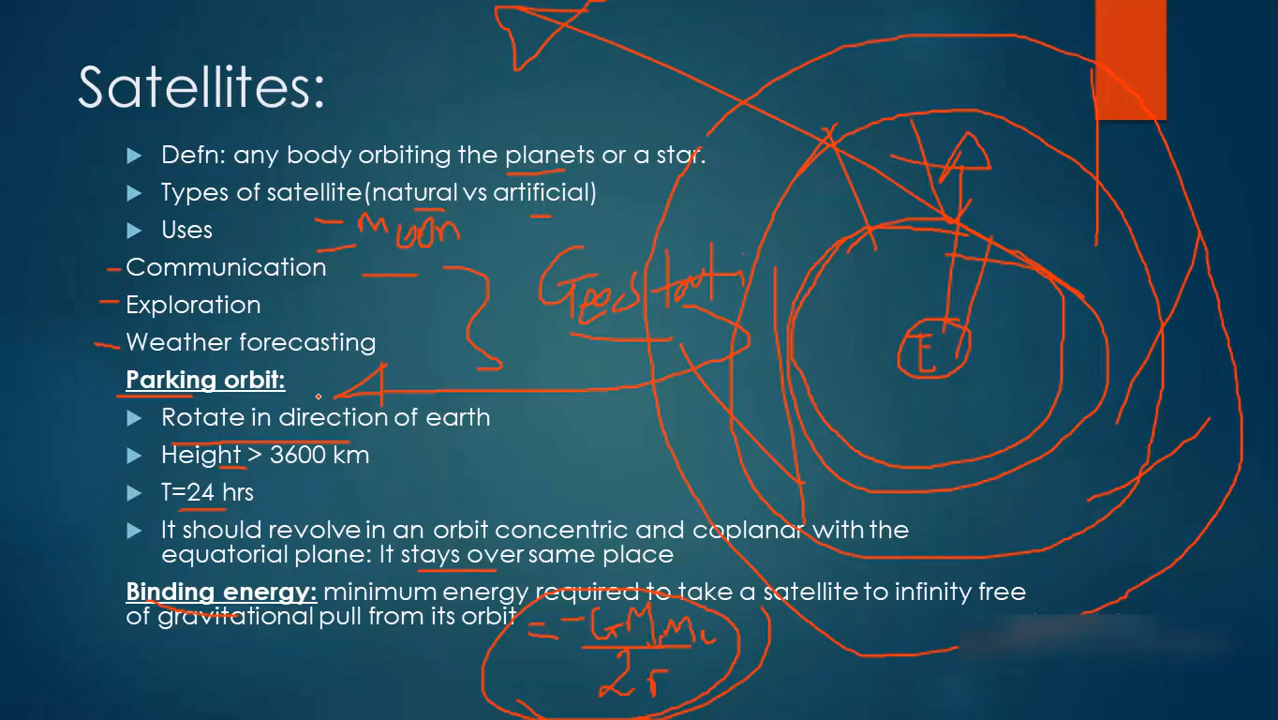 Satellites:
Defn: any body orbiting the planets or a star.
Types of satellite(natural vs artificial)
Uses
- Moon
Communication
Exploration
Weather forecasting
Parking orbit:
Rotate in direction of earth
Height > 3600 km
T=24 hrs
It should revolve in an orbit concentric and coplanar with the
equatorial plane: It stays over same place
Binding energy: minimum energy required to take a satellite to infinity free
of gravitational pull from its orbit
E